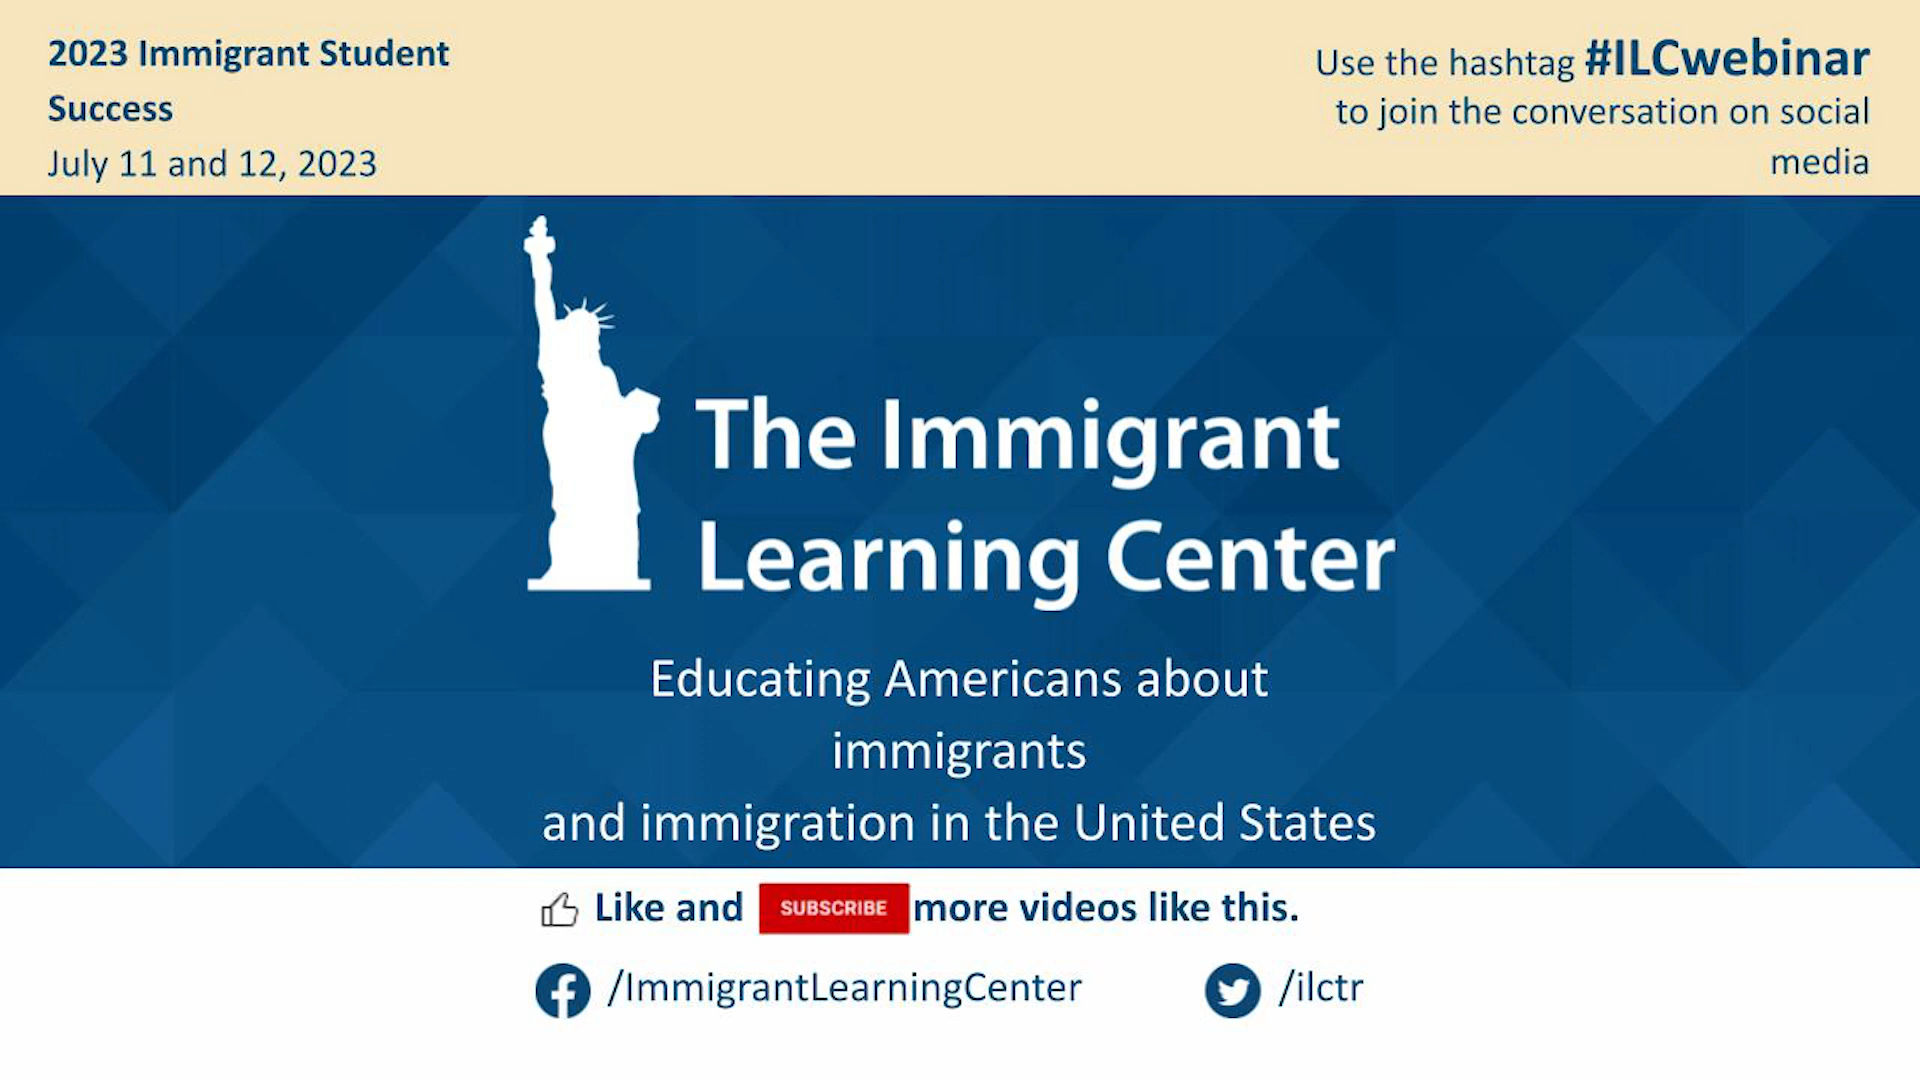 2023 Immigrant Student
Success
July 11 and 12, 2023
Use the hashtag #ILCwebinar
to join the conversation on social
media
The Immigrant
Learning Center
Educating Americans about
immigrants
and immigration in the United States
Like and SUBSCRIBE more videos like this.
/ImmigrantLearningCenter
/ilctr